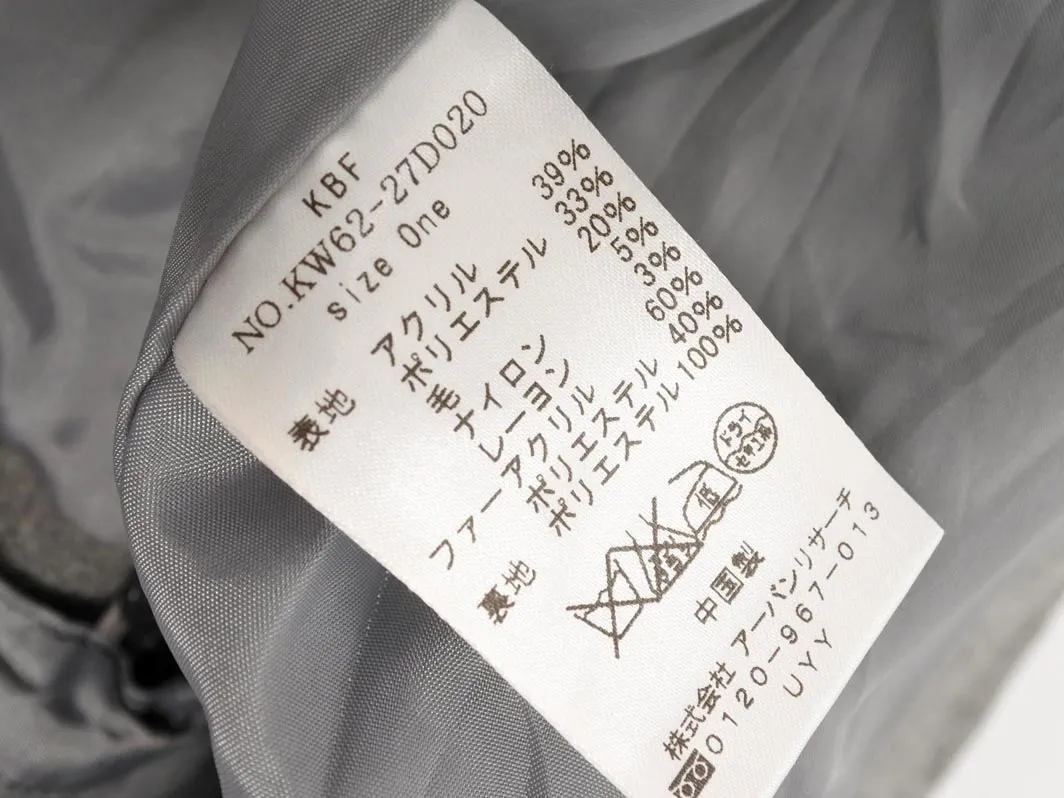 KBF
NO.KW62-27D020
size One
表地 アクリル 39%
ポリエステル 33%
毛 20%
ナイロン 5%
レーヨン 3%
ファー アクリル 60%
ポリエステル 40%
裏地 ポリエステル 100%
ドライ
セキユ系
中国製
株式会社 アーバンリサーチ
0120-967-013
UYY